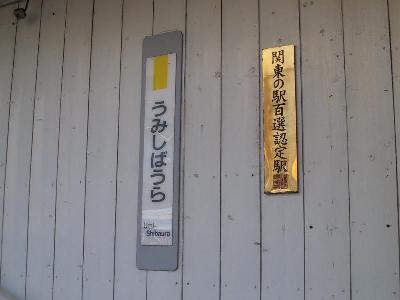 うみしばうら
Umi-
Shibaura
関東の駅百選認定駅